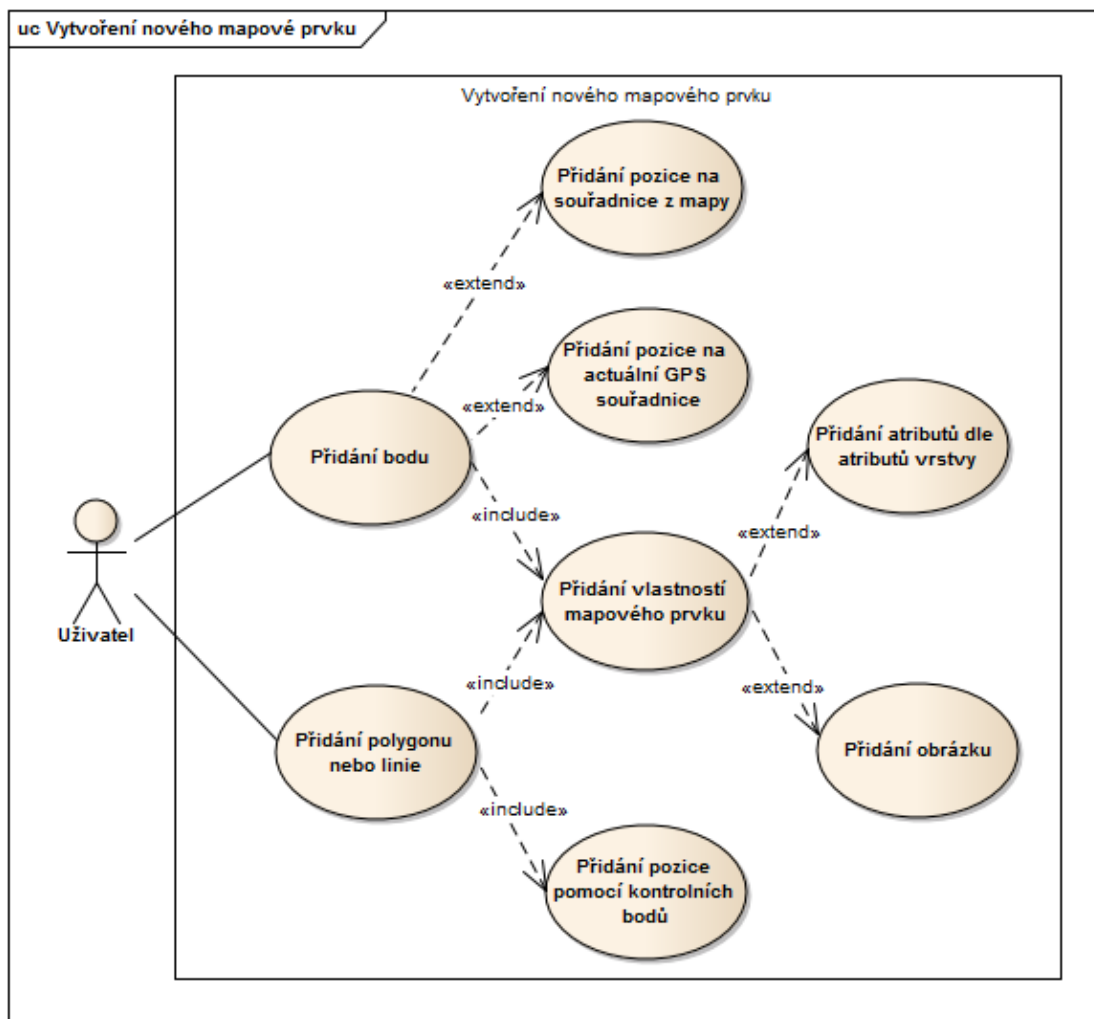 uc Vytvoření nového mapové prvku
Vytvoření nového mapového prvku
Přidání pozice na
souřadnice z mapy
«extend»
Přidání pozice na
actuální GPS
souřadnice
«extend»
Přidání bodu
Přidání atributů dle
atributů vrstvy
«include»
«extend»
Přidání vlastností
mapového prvku
Uživatel
«include»
«extend»
Přidání polygonu
nebo linie
Přidání obrázku
«include»
Přidání pozice
pomocí kontrolních
bodů